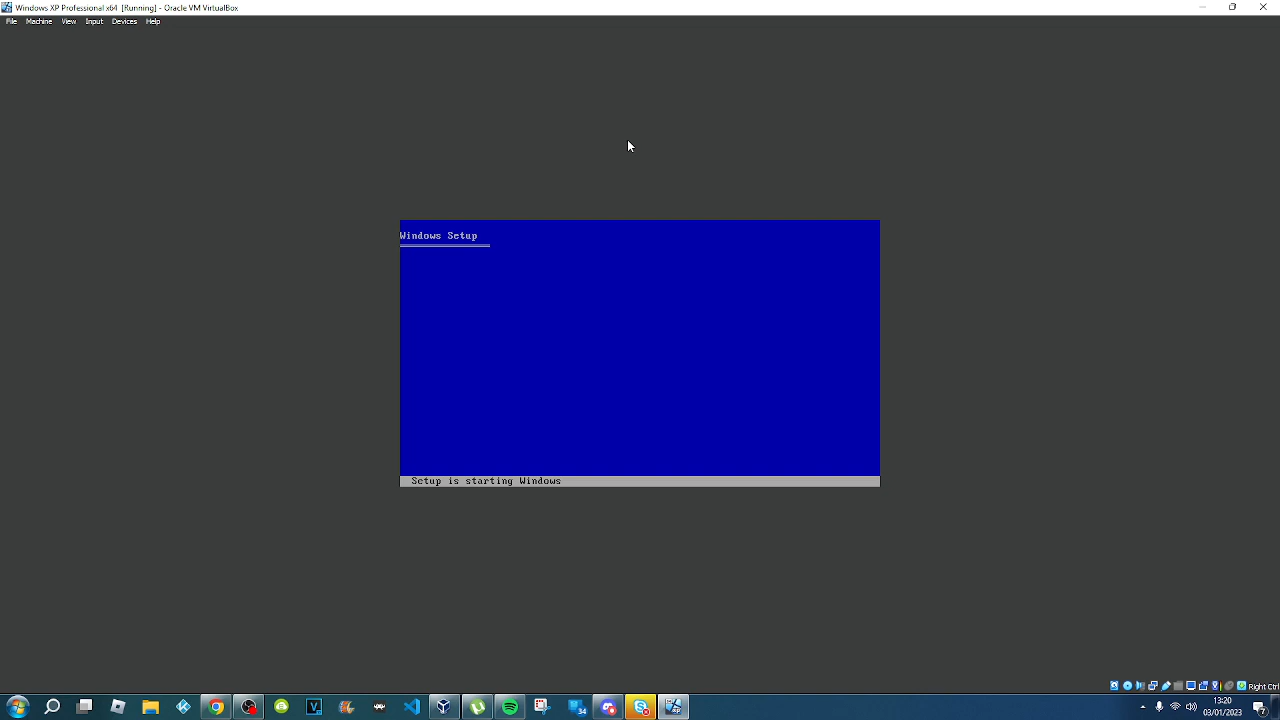 Windows XP Professional x64 [Running] - Oracle VM VirtualBox
File Machine View Input Devices Help
Windows Setup
Setup is starting Windows
Right Ctrl
34
13:20
03/01/2023